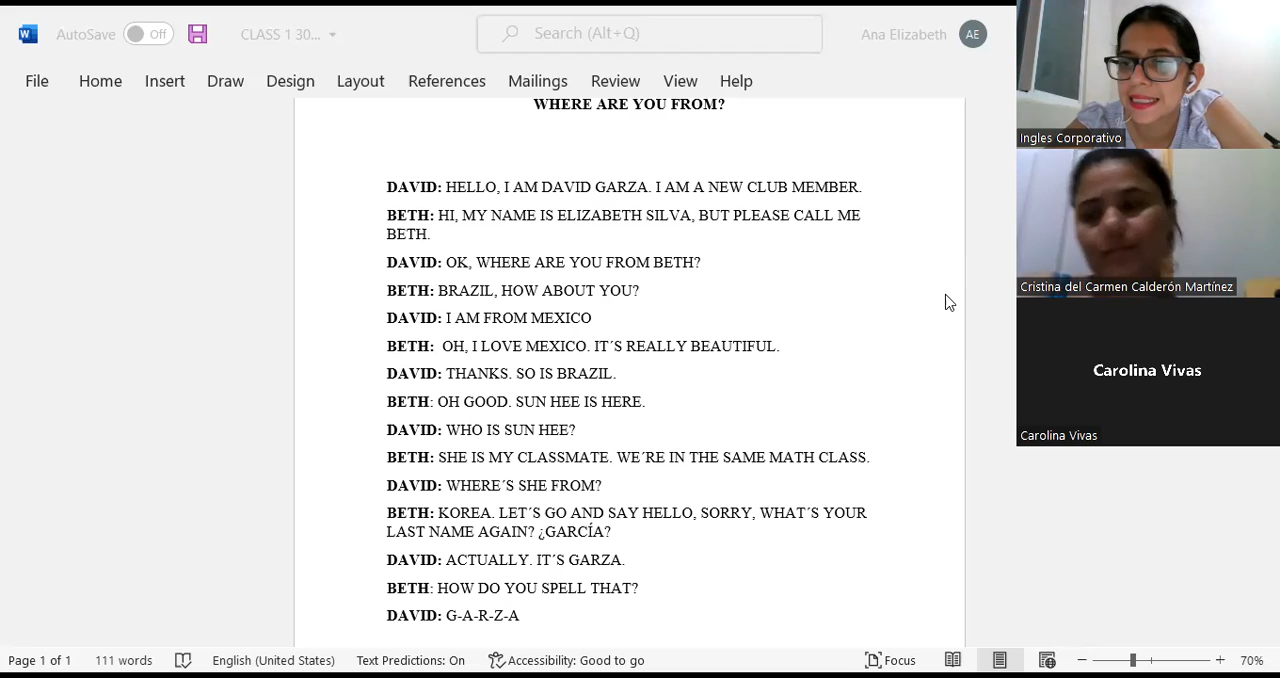 AutoSave Off CLASS 1 30... Search (Alt+Q) Ana Elizabeth AE
File Home Insert Draw Design Layout References Mailings Review View Help
WHERE ARE YOU FROM?
DAVID: HELLO, I AM DAVID GARZA. I AM A NEW CLUB MEMBER.
BETH: HI, MY NAME IS ELIZABETH SILVA, BUT PLEASE CALL ME
BETH.
DAVID: OK, WHERE ARE YOU FROM BETH?
BETH: BRAZIL, HOW ABOUT YOU?
DAVID: I AM FROM MEXICO
BETH: OH, I LOVE MEXICO. IT´S REALLY BEAUTIFUL.
DAVID: THANKS. SO IS BRAZIL.
BETH: OH GOOD. SUN HEE IS HERE.
DAVID: WHO IS SUN HEE?
BETH: SHE IS MY CLASSMATE. WE´RE IN THE SAME MATH CLASS.
DAVID: WHERE´S SHE FROM?
BETH: KOREA. LET´S GO AND SAY HELLO, SORRY, WHAT´S YOUR
LAST NAME AGAIN? ¿GARCÍA?
DAVID: ACTUALLY. IT´S GARZA.
BETH: HOW DO YOU SPELL THAT?
DAVID: G-A-R-Z-A
Page 1 of 1 111 words English (United States) Text Predictions: On Accessibility: Good to go Focus 70%
Ingles Corporativo
Cristina del Carmen Calderón Martínez
Carolina Vivas
Carolina Vivas